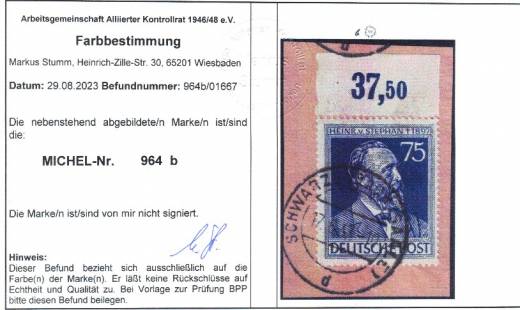 Arbeitsgemeinschaft Alliierter Kontrollrat 1946/48 e.V.
Farbbestimmung
Markus Stumm, Heinrich-Zille-Str. 30, 65201 Wiesbaden
Datum: 29.08.2023 Befundnummer: 964b/01667
Die nebenstehend abgebildete/n Marke/n ist/sind
die:
MICHEL-Nr. 964 b
Die Marke/n ist/sind von mir nicht signiert.
Hinweis:
Dieser Befund bezieht sich ausschließlich auf die
Farbe(n) der Marke(n). Er läßt keine Rückschlüsse auf
Echtheit und Qualität zu. Bei Vorlage zur Prüfung BPP
bitte diesen Befund beilegen.
37,50
HEINR. v. STEPHAN † 1897
75
DEUTSCHE POST